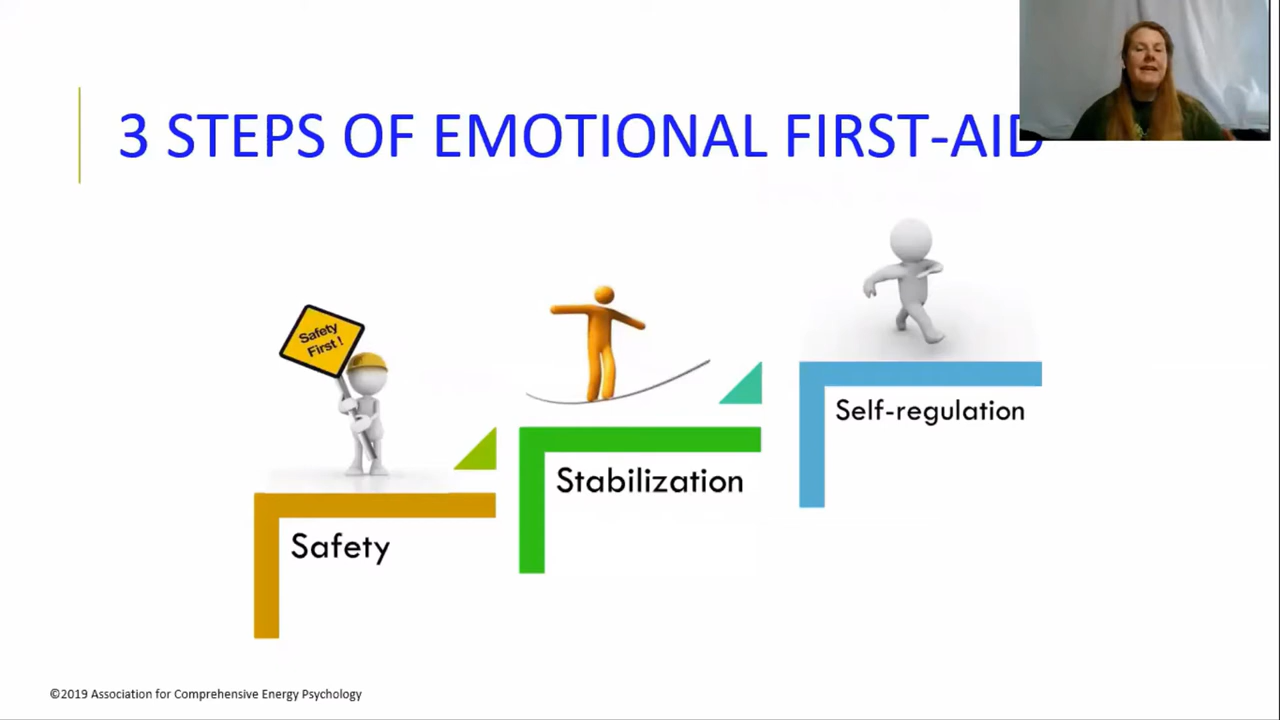 3 STEPS OF EMOTIONAL FIRST-AID
Safety
First!
Self-regulation
Stabilization
Safety
©2019 Association for Comprehensive Energy Psychology